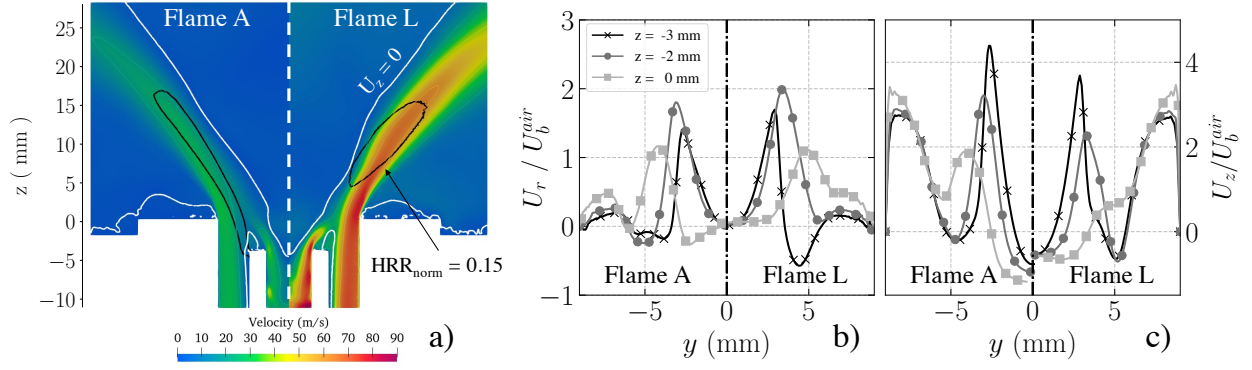 a)
Flame A
Flame L
U_z = 0
HRR_norm = 0.15
z ( mm )
25
20
15
10
5
0
−5
−10
Velocity (m/s)
0 10 20 30 40 50 60 70 80 90
z = -3 mm
z = -2 mm
z = 0 mm
U_r / U_b^air
3
2
1
0
−1
Flame A
Flame L
−5 0 5
y (mm)
b)
U_z/U_b^air
4
2
0
Flame A
Flame L
−5 0 5
y (mm)
c)